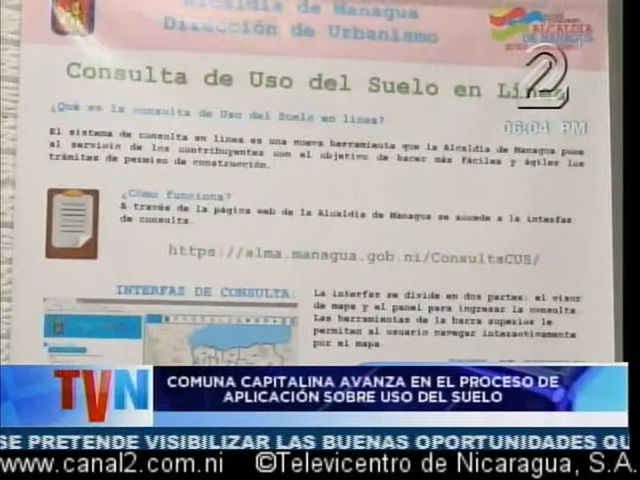 Alcaldía de Managua
Dirección de Urbanismo
ALCALDIA
DE MANAGUA
Consulta de Uso del Suelo en Línea
2
06:04 PM
¿Qué es la consulta de Uso del Suelo en línea?
El sistema de consulta en línea es una nueva herramienta que la Alcaldía de Managua pone
al servicio de los contribuyentes con el objetivo de hacer más fáciles y ágiles los
trámites de permiso de construcción.
¿Cómo funciona?
A través de la página web de la Alcaldía de Managua se accede a la interfaz
de consulta.
https://alma.managua.gob.ni/ConsultaCUS/
INTERFAZ DE CONSULTA
La interfaz se divide en dos partes: el visor
de mapa y el panel para ingresar la consulta.
Las herramientas de la barra superior le
permiten al usuario navegar interactivamente
por el mapa.
TVN
COMUNA CAPITALINA AVANZA EN EL PROCESO DE
APLICACIÓN SOBRE USO DEL SUELO
SE PRETENDE VISIBILIZAR LAS BUENAS OPORTUNIDADES QU
www.canal2.com.ni ©Televicentro de Nicaragua, S.A.